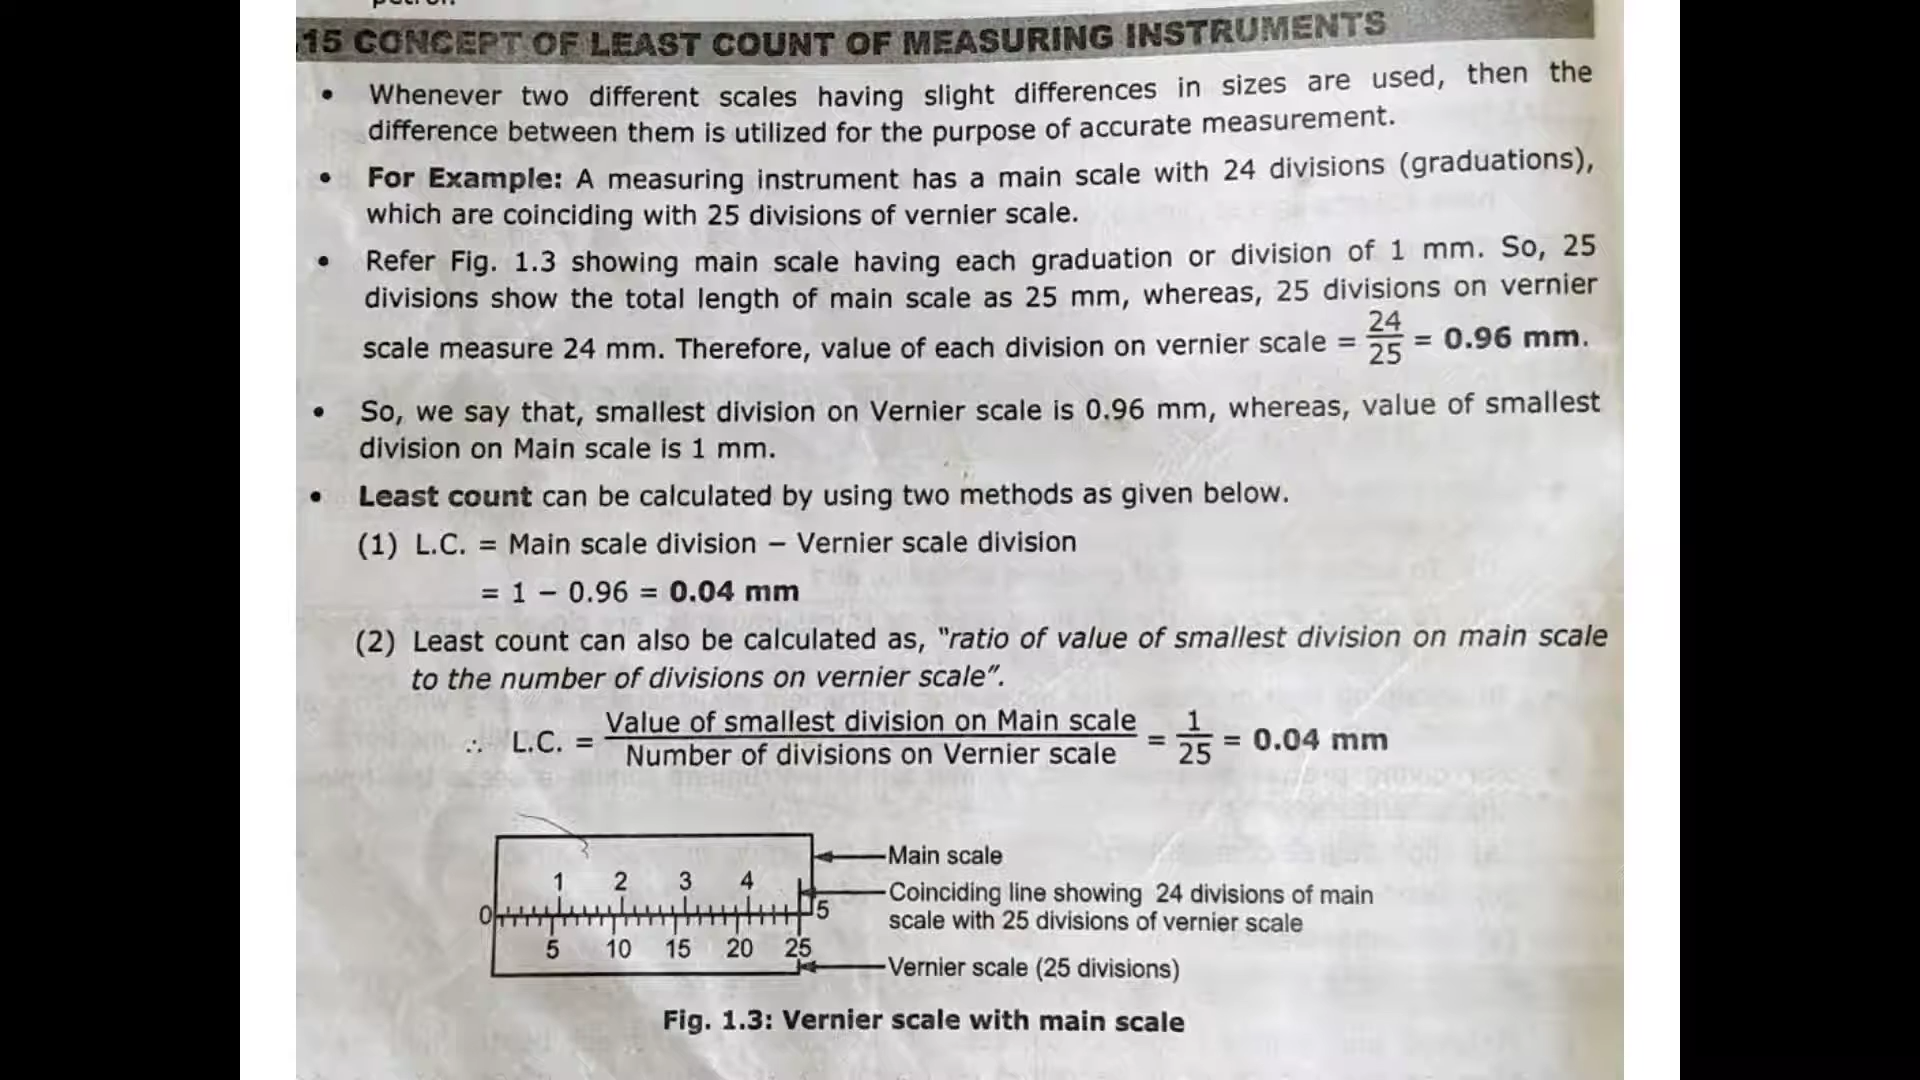 15 CONCEPT OF LEAST COUNT OF MEASURING INSTRUMENTS
• Whenever two different scales having slight differences in sizes are used, then the
difference between them is utilized for the purpose of accurate measurement.
• For Example: A measuring instrument has a main scale with 24 divisions (graduations),
which are coinciding with 25 divisions of vernier scale.
• Refer Fig. 1.3 showing main scale having each graduation or division of 1 mm. So, 25
divisions show the total length of main scale as 25 mm, whereas, 25 divisions on vernier
scale measure 24 mm. Therefore, value of each division on vernier scale = 24/25 = 0.96 mm.
• So, we say that, smallest division on Vernier scale is 0.96 mm, whereas, value of smallest
division on Main scale is 1 mm.
• Least count can be calculated by using two methods as given below.
(1) L.C. = Main scale division – Vernier scale division
= 1 – 0.96 = 0.04 mm
(2) Least count can also be calculated as, "ratio of value of smallest division on main scale
to the number of divisions on vernier scale".
∴ L.C. = Value of smallest division on Main scale / Number of divisions on Vernier scale = 1/25 = 0.04 mm
Main scale
1 2 3 4
Coinciding line showing 24 divisions of main
0 5
scale with 25 divisions of vernier scale
5 10 15 20 25
Vernier scale (25 divisions)
Fig. 1.3: Vernier scale with main scale